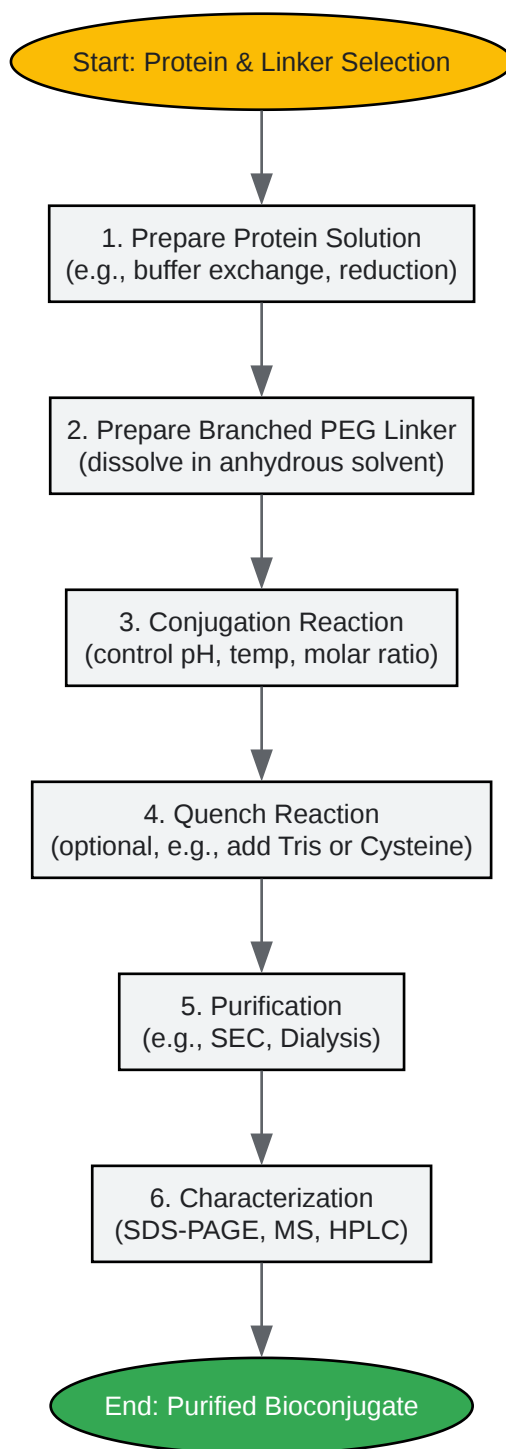 Start: Protein & Linker Selection
1. Prepare Protein Solution
(e.g., buffer exchange, reduction)
2. Prepare Branched PEG Linker
(dissolve in anhydrous solvent)
3. Conjugation Reaction
(control pH, temp, molar ratio)
4. Quench Reaction
(optional, e.g., add Tris or Cysteine)
5. Purification
(e.g., SEC, Dialysis)
6. Characterization
(SDS-PAGE, MS, HPLC)
End: Purified Bioconjugate